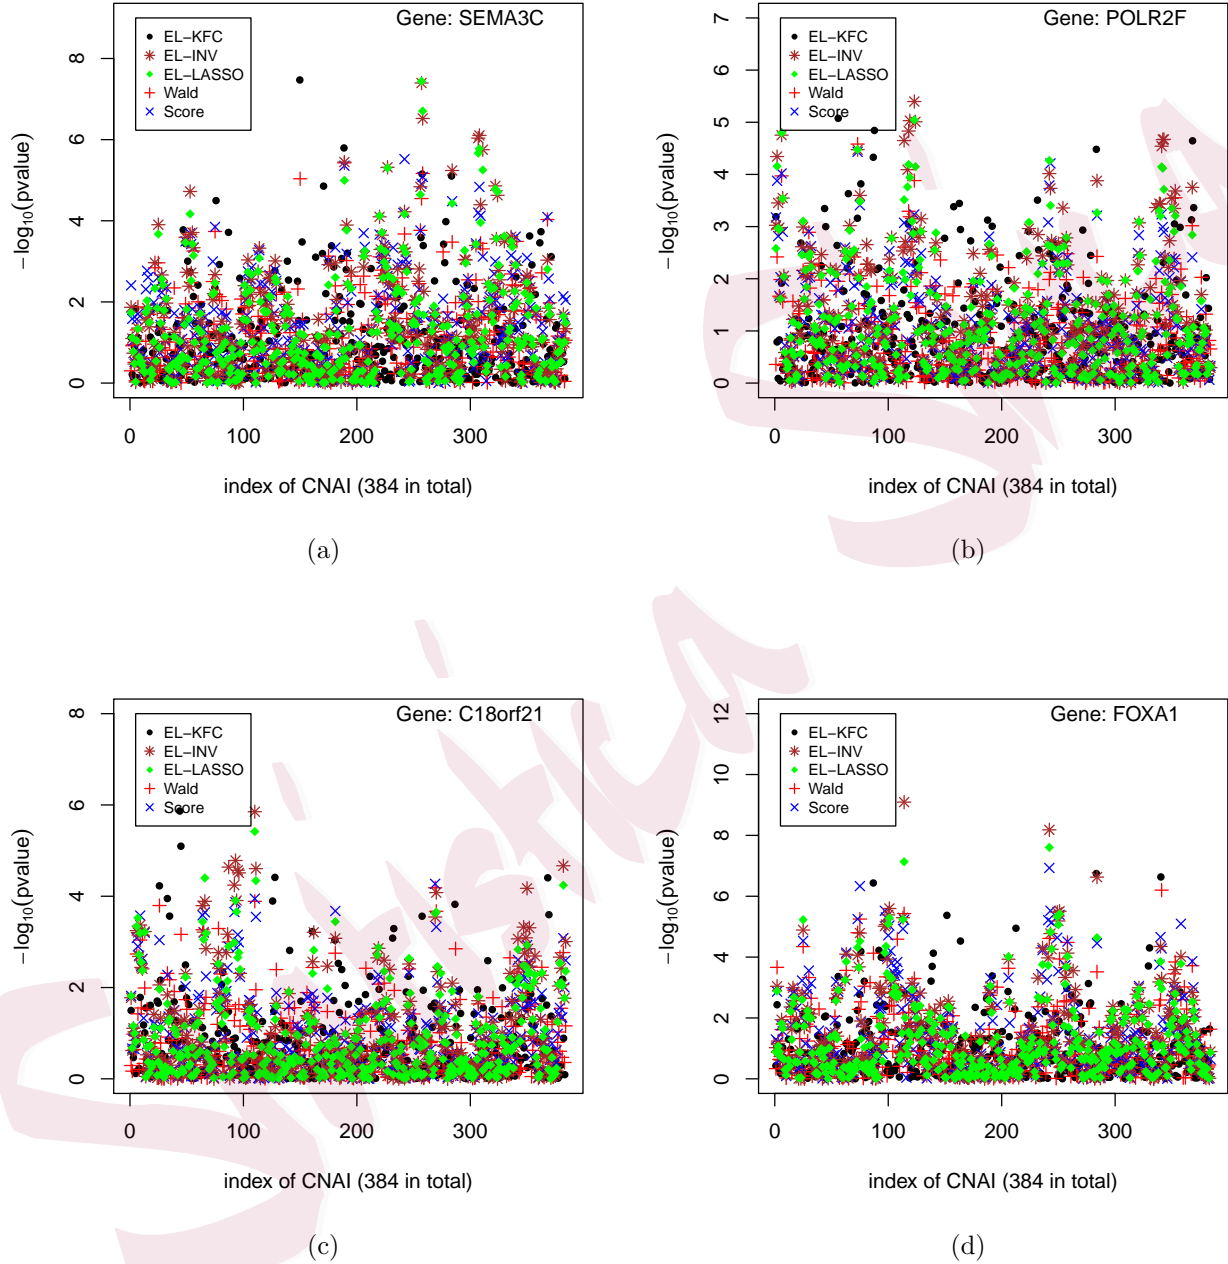 Gene: SEMA3C
EL−KFC
EL−INV
EL−LASSO
Wald
Score
−log10(pvalue)
8
6
4
2
0
0 100 200 300
index of CNAI (384 in total)
(a)
Gene: POLR2F
EL−KFC
EL−INV
EL−LASSO
Wald
Score
−log10(pvalue)
7
6
5
4
3
2
1
0
0 100 200 300
index of CNAI (384 in total)
(b)
Gene: C18orf21
EL−KFC
EL−INV
EL−LASSO
Wald
Score
−log10(pvalue)
8
6
4
2
0
0 100 200 300
index of CNAI (384 in total)
(c)
Gene: FOXA1
EL−KFC
EL−INV
EL−LASSO
Wald
Score
−log10(pvalue)
12
10
8
6
4
2
0
0 100 200 300
index of CNAI (384 in total)
(d)